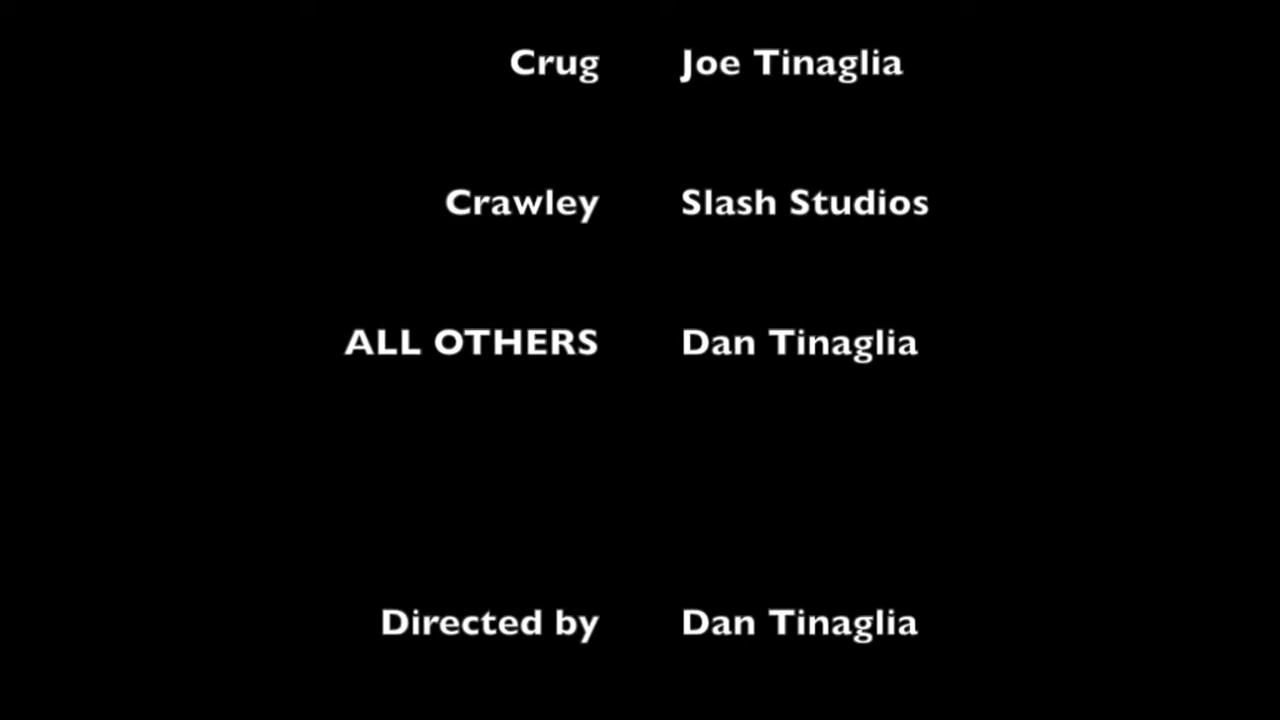 Crug Joe Tinaglia
Crawley Slash Studios
ALL OTHERS Dan Tinaglia
Directed by Dan Tinaglia